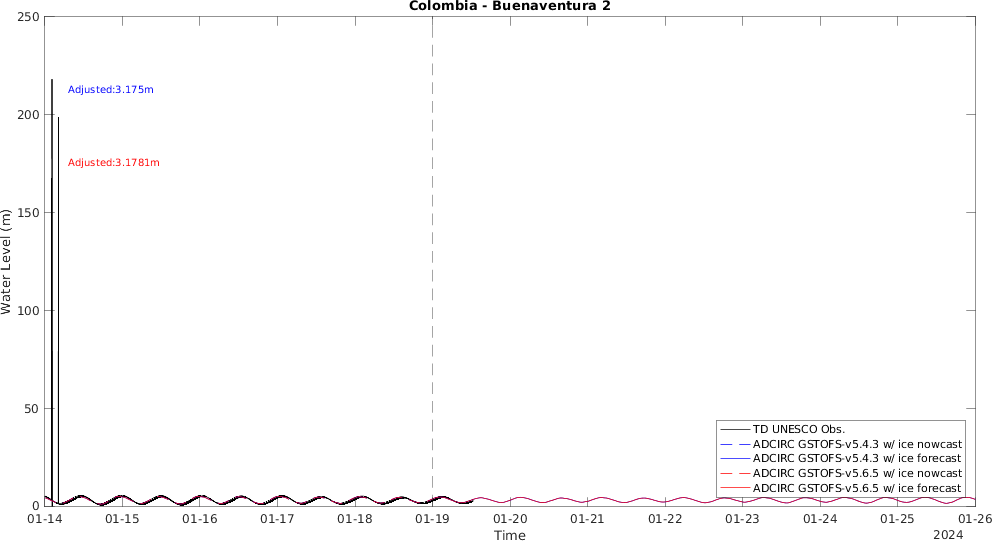 Colombia - Buenaventura 2
250
200
150
100
50
0
Water Level (m)
Adjusted:3.175m
Adjusted:3.1781m
TD UNESCO Obs.
ADCIRC GSTOFS-v5.4.3 w/ ice nowcast
ADCIRC GSTOFS-v5.4.3 w/ ice forecast
ADCIRC GSTOFS-v5.6.5 w/ ice nowcast
ADCIRC GSTOFS-v5.6.5 w/ ice forecast
01-14 01-15 01-16 01-17 01-18 01-19 01-20 01-21 01-22 01-23 01-24 01-25 01-26
Time
2024